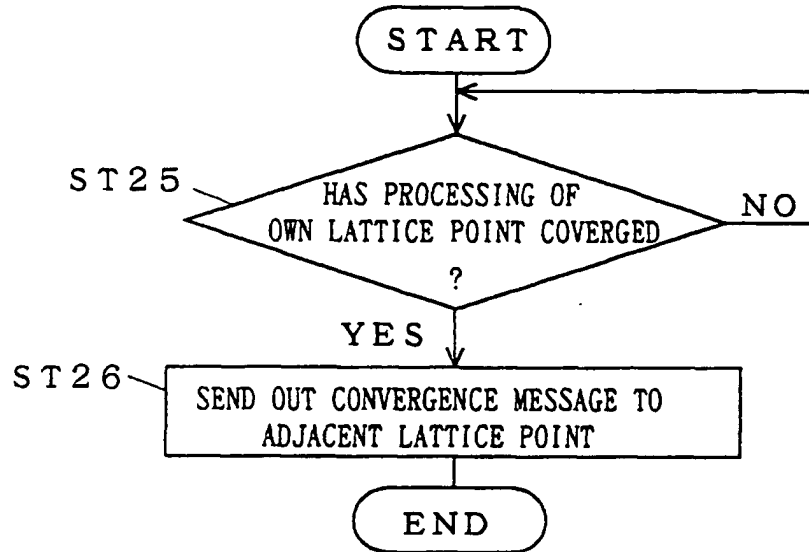 START
ST25
HAS PROCESSING OF
OWN LATTICE POINT COVERGED
?
NO
YES
ST26
SEND OUT CONVERGENCE MESSAGE TO
ADJACENT LATTICE POINT
END